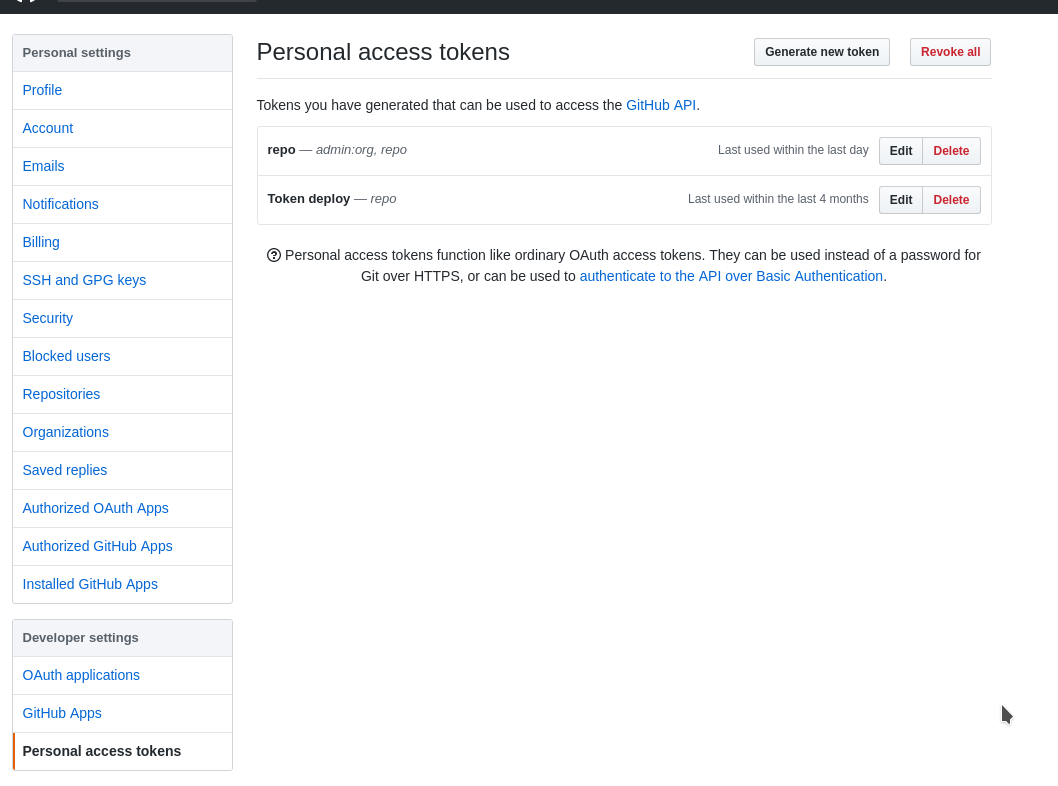 Personal settings
Profile
Account
Emails
Notifications
Billing
SSH and GPG keys
Security
Blocked users
Repositories
Organizations
Saved replies
Authorized OAuth Apps
Authorized GitHub Apps
Installed GitHub Apps
Developer settings
OAuth applications
GitHub Apps
Personal access tokens
Personal access tokens
Generate new token
Revoke all
Tokens you have generated that can be used to access the GitHub API.
repo — admin:org, repo
Last used within the last day
Edit
Delete
Token deploy — repo
Last used within the last 4 months
Edit
Delete
Personal access tokens function like ordinary OAuth access tokens. They can be used instead of a password for
Git over HTTPS, or can be used to authenticate to the API over Basic Authentication.